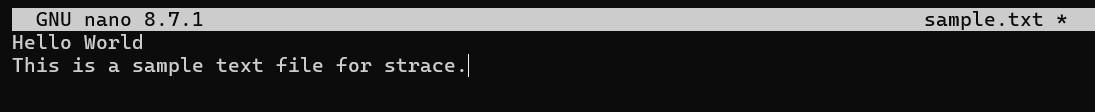 GNU nano 8.7.1 sample.txt *
Hello World
This is a sample text file for strace.